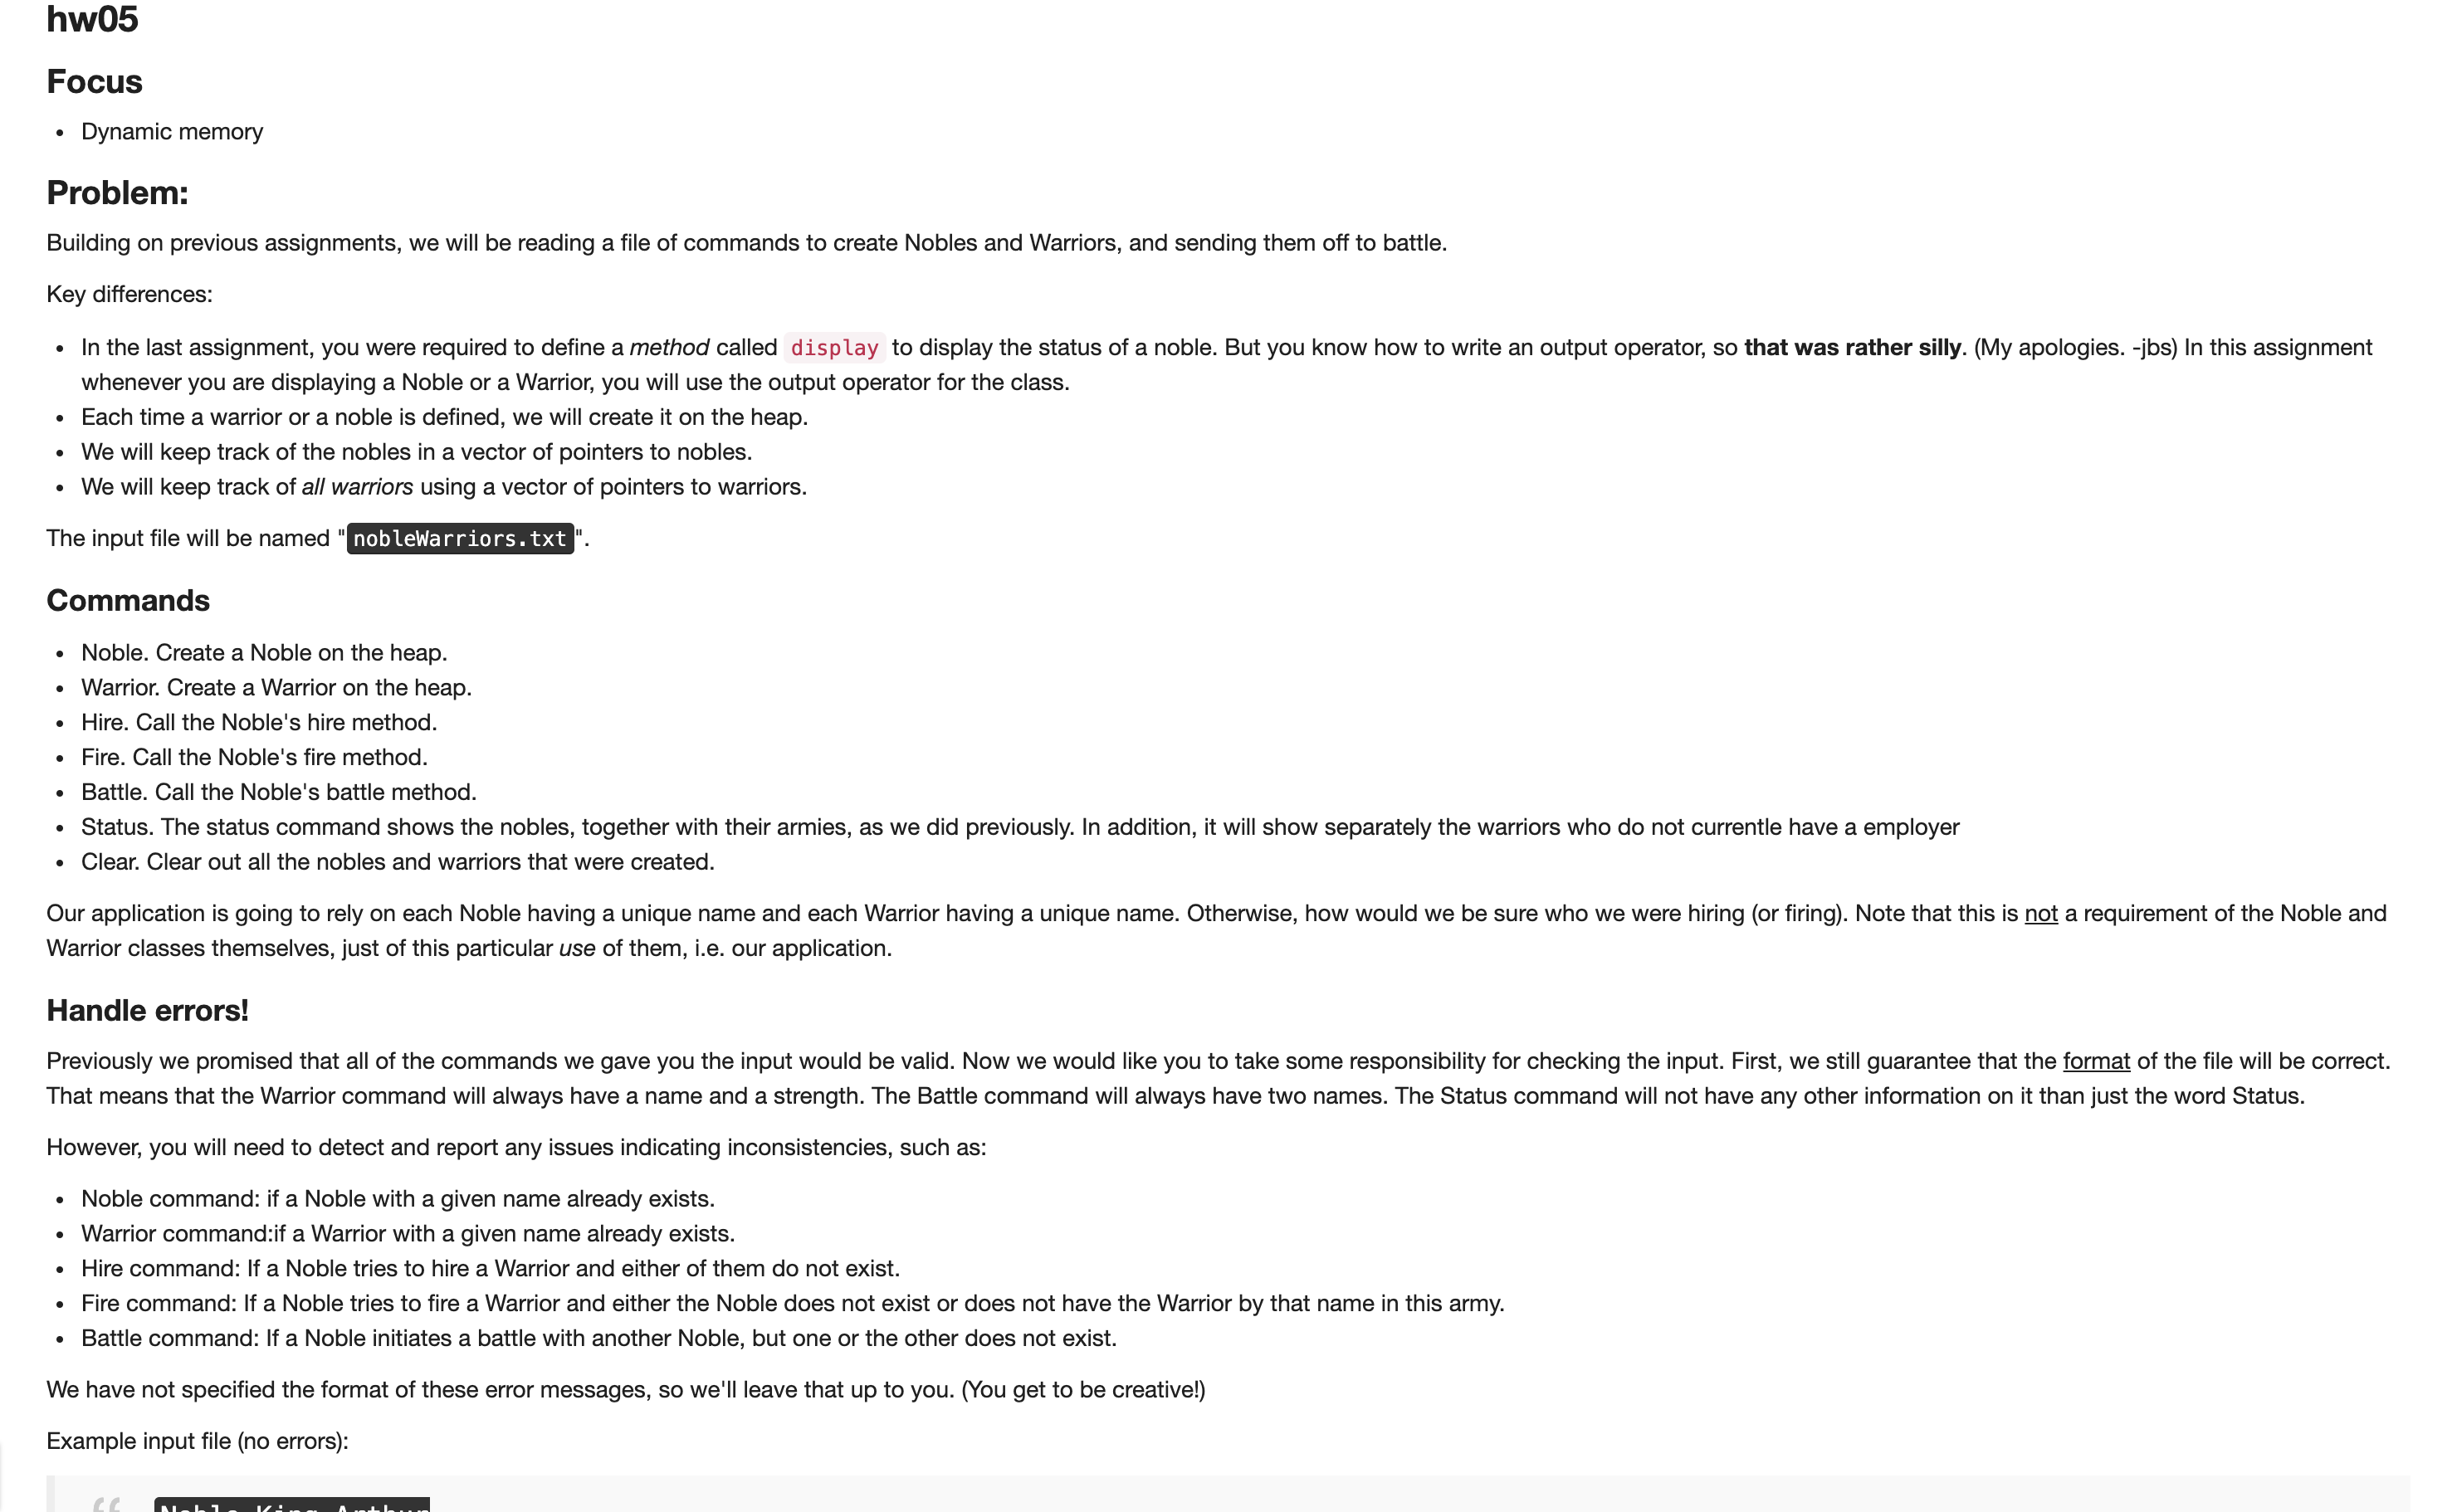 hw05
Focus
• Dynamic memory
Problem:
Building on previous assignments, we will be reading a file of commands to create Nobles and Warriors, and sending them off to battle.
Key differences:
• In the last assignment, you were required to define a method called display to display the status of a noble. But you know how to write an output operator, so that was rather silly. (My apologies. -jbs) In this assignment
whenever you are displaying a Noble or a Warrior, you will use the output operator for the class.
• Each time a warrior or a noble is defined, we will create it on the heap.
• We will keep track of the nobles in a vector of pointers to nobles.
• We will keep track of all warriors using a vector of pointers to warriors.
The input file will be named "nobleWarriors.txt".
Commands
• Noble. Create a Noble on the heap.
• Warrior. Create a Warrior on the heap.
• Hire. Call the Noble's hire method.
• Fire. Call the Noble's fire method.
• Battle. Call the Noble's battle method.
• Status. The status command shows the nobles, together with their armies, as we did previously. In addition, it will show separately the warriors who do not currentle have a employer
• Clear. Clear out all the nobles and warriors that were created.
Our application is going to rely on each Noble having a unique name and each Warrior having a unique name. Otherwise, how would we be sure who we were hiring (or firing). Note that this is not a requirement of the Noble and
Warrior classes themselves, just of this particular use of them, i.e. our application.
Handle errors!
Previously we promised that all of the commands we gave you the input would be valid. Now we would like you to take some responsibility for checking the input. First, we still guarantee that the format of the file will be correct.
That means that the Warrior command will always have a name and a strength. The Battle command will always have two names. The Status command will not have any other information on it than just the word Status.
However, you will need to detect and report any issues indicating inconsistencies, such as:
• Noble command: if a Noble with a given name already exists.
• Warrior command:if a Warrior with a given name already exists.
• Hire command: If a Noble tries to hire a Warrior and either of them do not exist.
• Fire command: If a Noble tries to fire a Warrior and either the Noble does not exist or does not have the Warrior by that name in this army.
• Battle command: If a Noble initiates a battle with another Noble, but one or the other does not exist.
We have not specified the format of these error messages, so we'll leave that up to you. (You get to be creative!)
Example input file (no errors):
“ Noble King Arthur